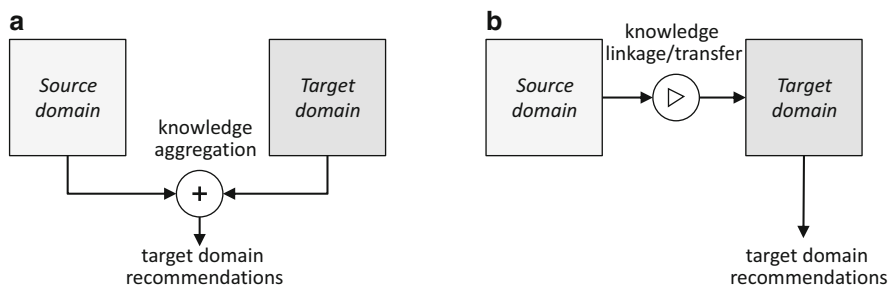 a
Source
domain
Target
domain
knowledge
aggregation
+
target domain
recommendations
b
knowledge
linkage/transfer
Source
domain
Target
domain
target domain
recommendations